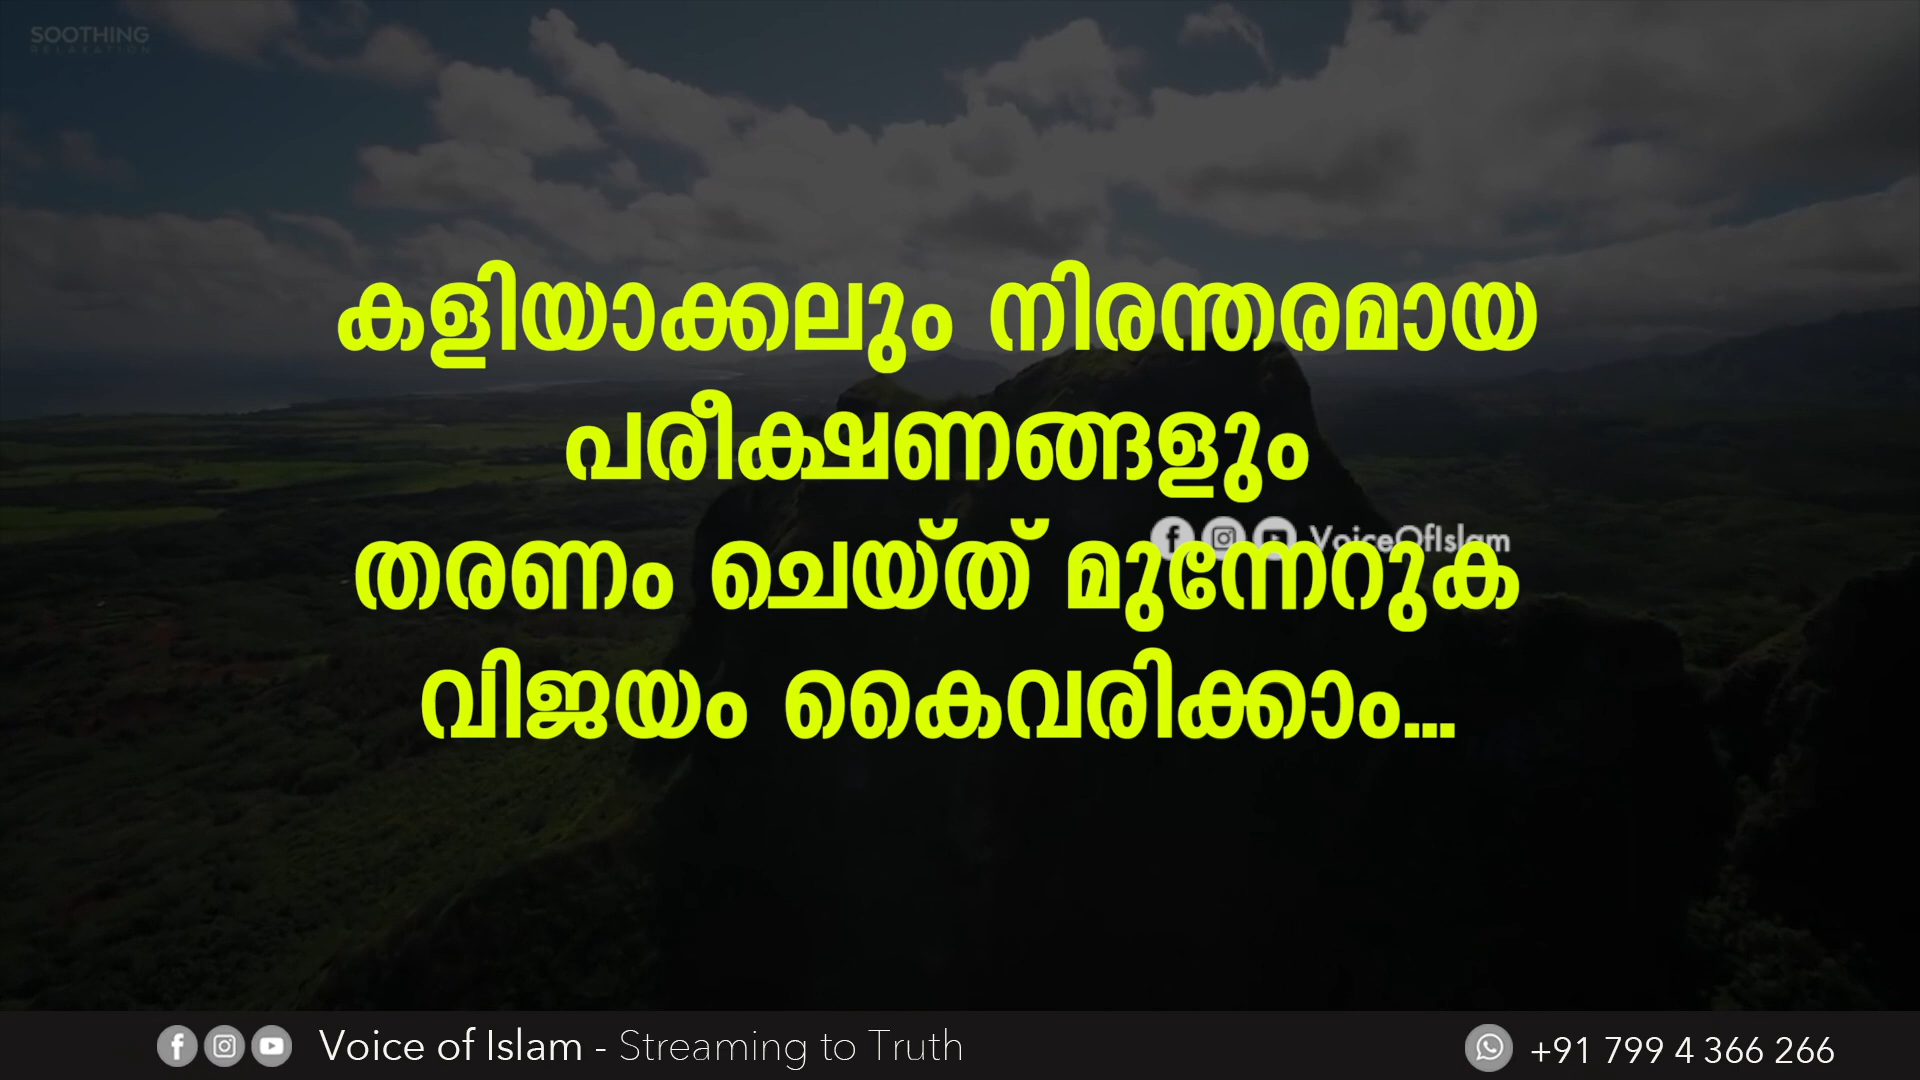 SOOTHING
RELAXATION
കളിയാക്കലും നിരന്തരമായ
പരീക്ഷണങ്ങളും
VoiceOfIslam
തരണം ചെയ്ത് മുന്നേറുക
വിജയം കൈവരിക്കാം...
Voice of Islam - Streaming to Truth
+91 799 4 366 266